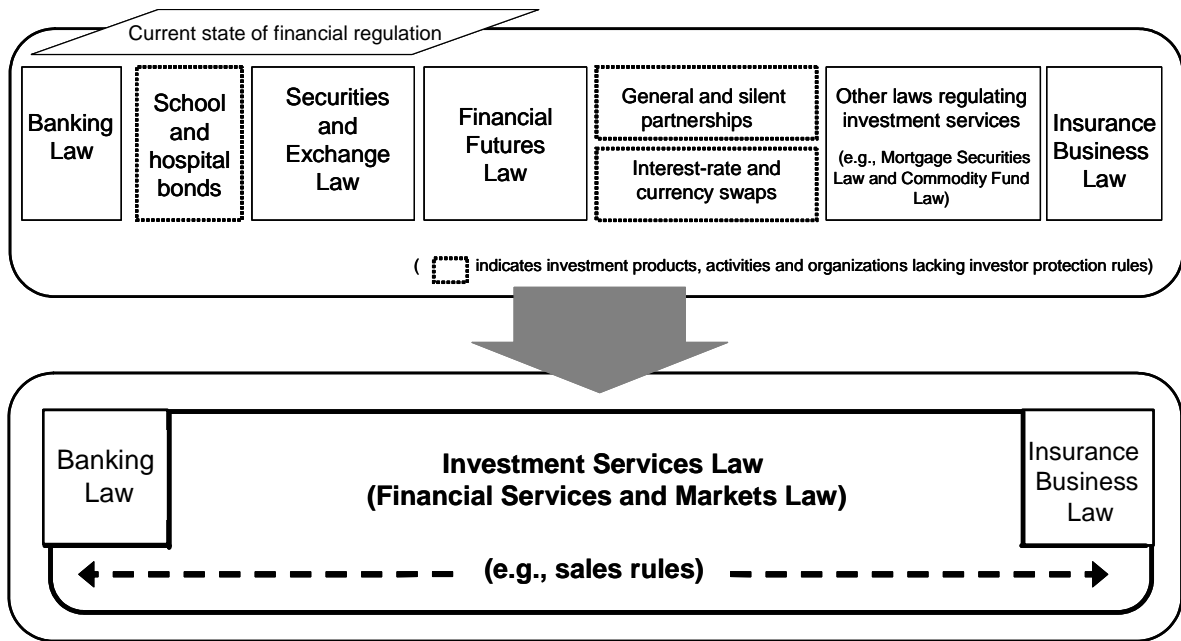 Current state of financial regulation
Banking
Law
School
and
hospital
bonds
Securities
and
Exchange
Law
Financial
Futures
Law
General and silent
partnerships
Interest-rate and
currency swaps
Other laws regulating
investment services
(e.g., Mortgage Securities
Law and Commodity Fund
Law)
Insurance
Business
Law
( indicates investment products, activities and organizations lacking investor protection rules)
Banking
Law
Investment Services Law
(Financial Services and Markets Law)
Insurance
Business
Law
(e.g., sales rules)